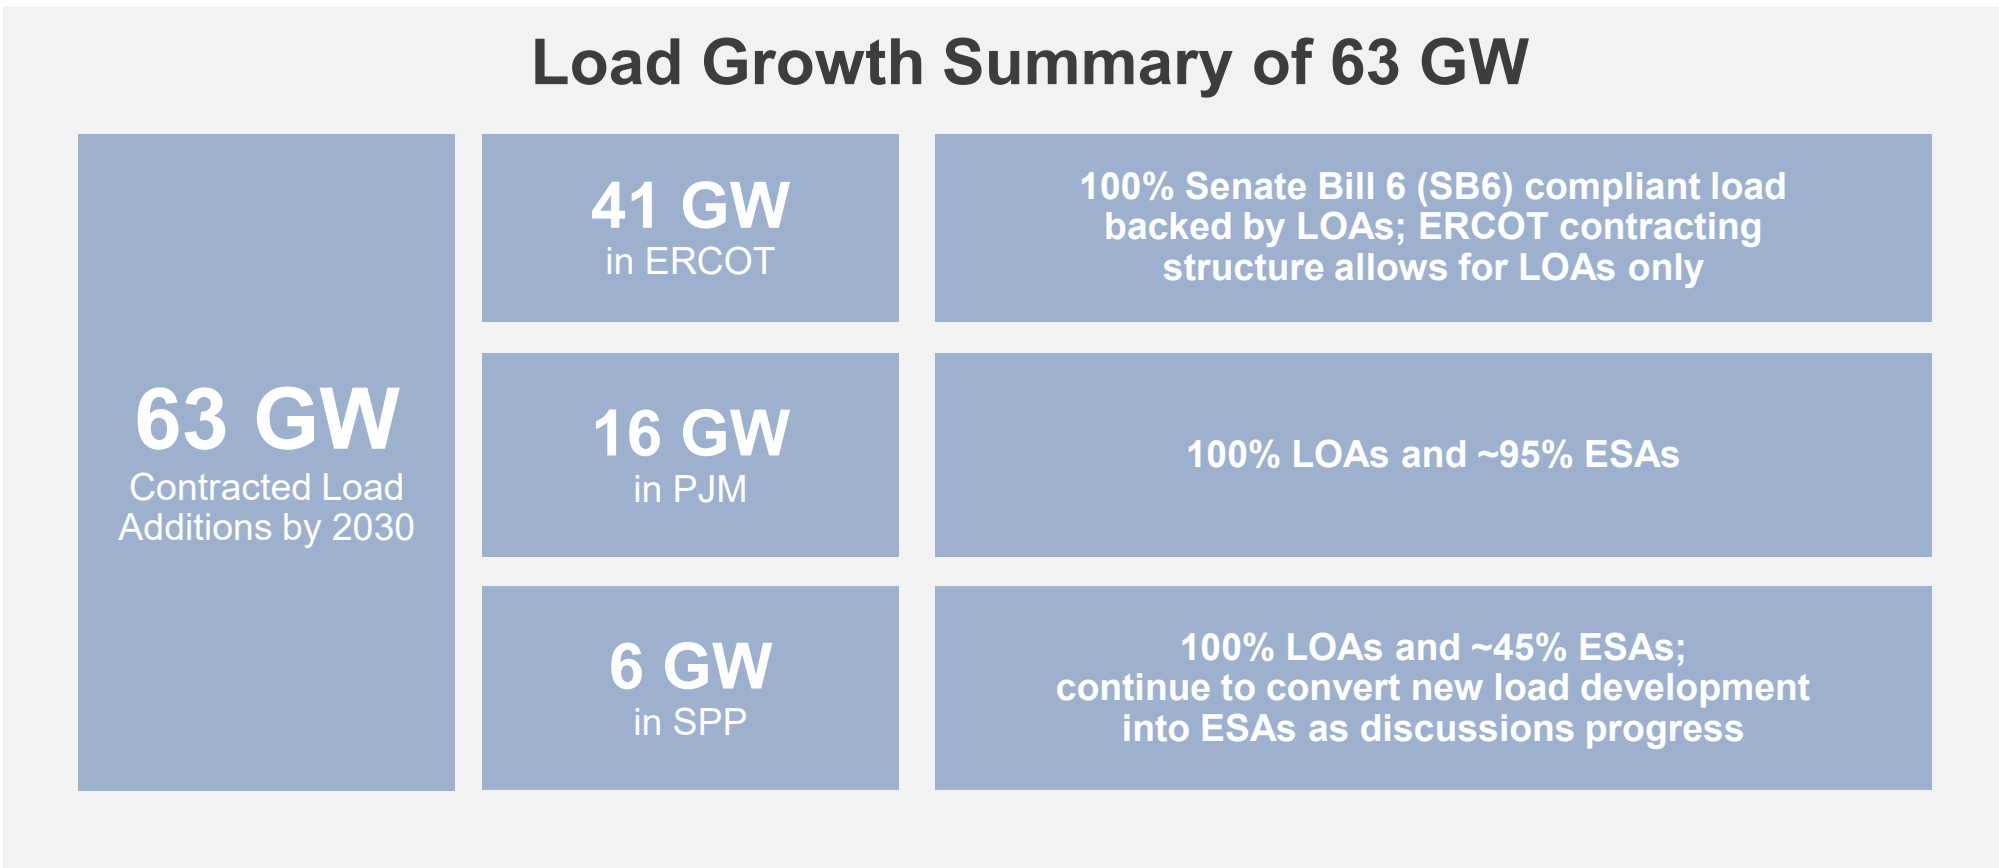 Load Growth Summary of 63 GW
63 GW
Contracted Load
Additions by 2030
41 GW
in ERCOT
100% Senate Bill 6 (SB6) compliant load
backed by LOAs; ERCOT contracting
structure allows for LOAs only
16 GW
in PJM
100% LOAs and ~95% ESAs
6 GW
in SPP
100% LOAs and ~45% ESAs;
continue to convert new load development
into ESAs as discussions progress